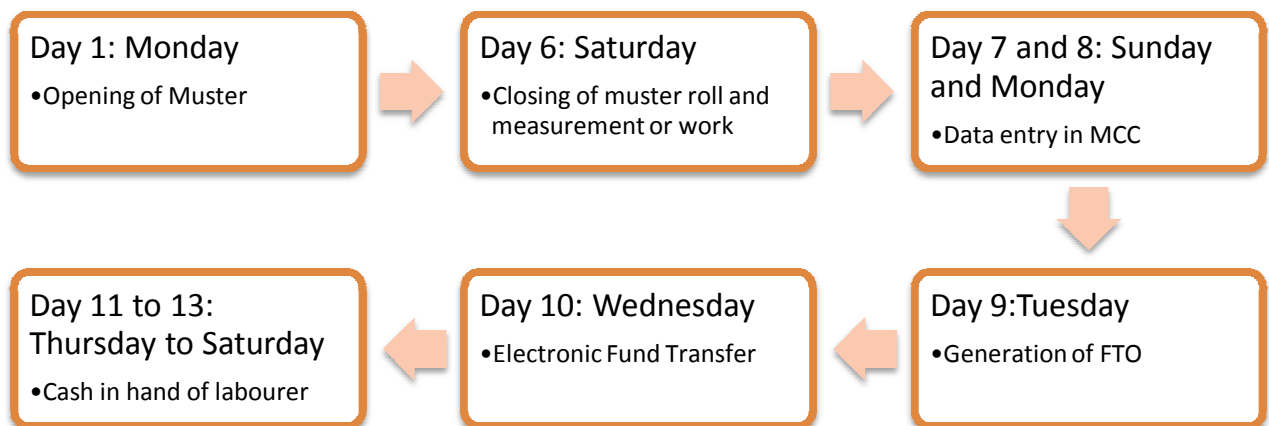 Day 1: Monday
•Opening of Muster
Day 6: Saturday
•Closing of muster roll and
measurement or work
Day 7 and 8: Sunday
and Monday
•Data entry in MCC
Day 9:Tuesday
•Generation of FTO
Day 10: Wednesday
•Electronic Fund Transfer
Day 11 to 13:
Thursday to Saturday
•Cash in hand of labourer